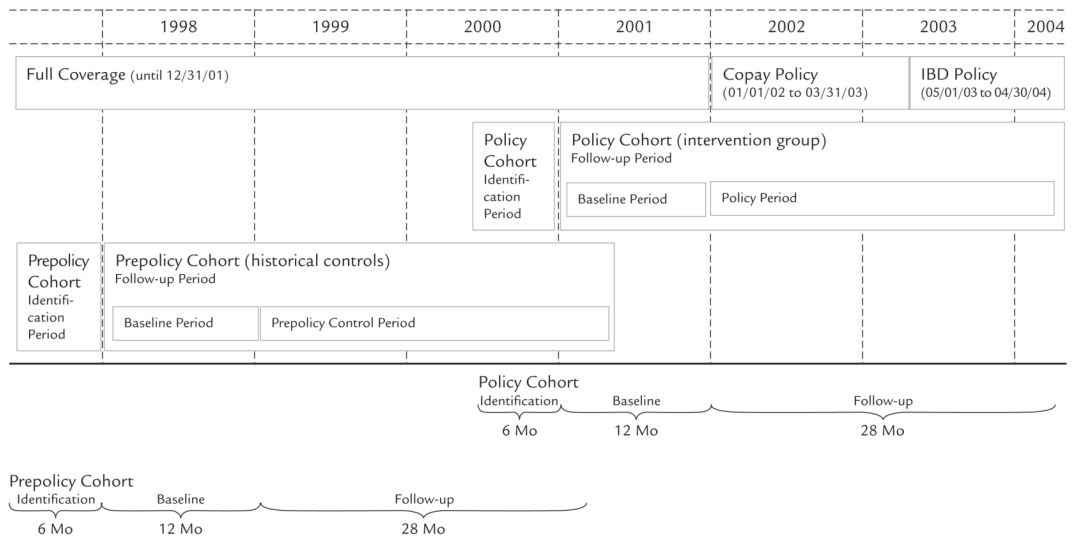 1998 1999 2000 2001 2002 2003 2004
Full Coverage (until 12/31/01)
Copay Policy
(01/01/02 to 03/31/03)
IBD Policy
(05/01/03 to 04/30/04)
Policy
Cohort
Identifi-
cation
Period
Policy Cohort (intervention group)
Follow-up Period
Baseline Period
Policy Period
Prepolicy
Cohort
Identifi-
cation
Period
Prepolicy Cohort (historical controls)
Follow-up Period
Baseline Period
Prepolicy Control Period
Policy Cohort
Identification Baseline Follow-up
6 Mo 12 Mo 28 Mo
Prepolicy Cohort
Identification Baseline Follow-up
6 Mo 12 Mo 28 Mo